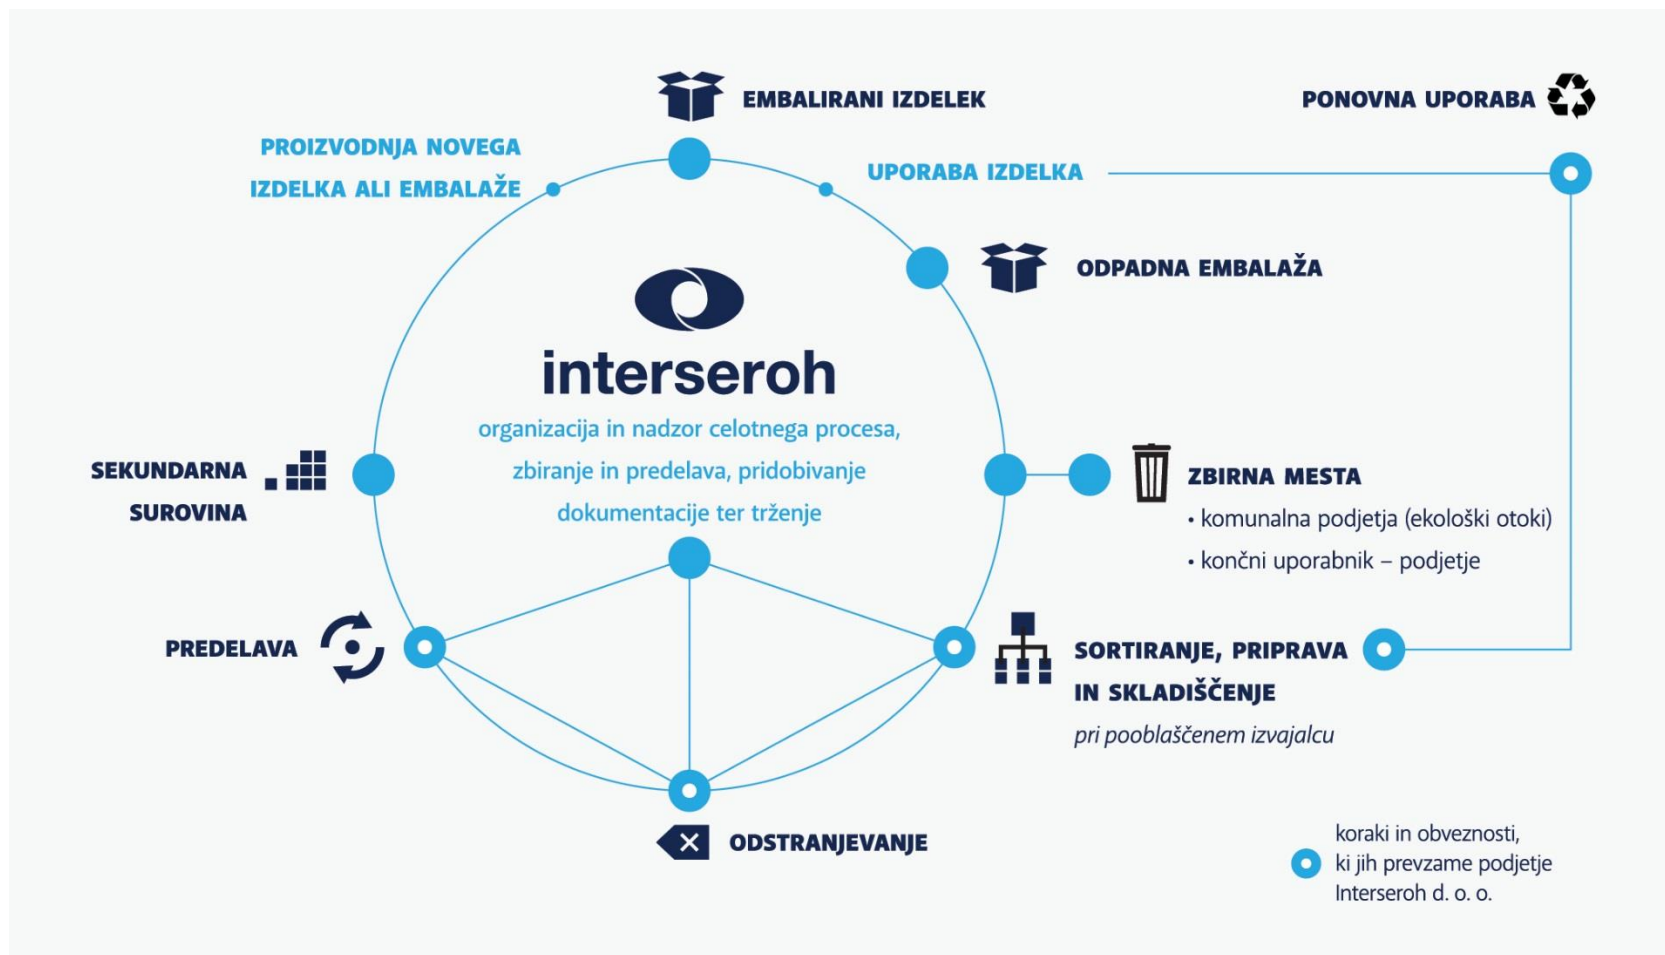 EMBALIRANI IZDELEK
PONOVNA UPORABA
PROIZVODNJA NOVEGA
IZDELKA ALI EMBALAŽE
UPORABA IZDELKA
ODPADNA EMBALAŽA
interseroh
organizacija in nadzor celotnega procesa,
zbiranje in predelava, pridobivanje
dokumentacije ter trženje
SEKUNDARNA
SUROVINA
ZBIRNA MESTA
• komunalna podjetja (ekološki otoki)
• končni uporabnik – podjetje
PREDELAVA
SORTIRANJE, PRIPRAVA
IN SKLADIŠČENJE
pri pooblaščenem izvajalcu
ODSTRANJEVANJE
koraki in obveznosti,
ki jih prevzame podjetje
Interseroh d. o. o.